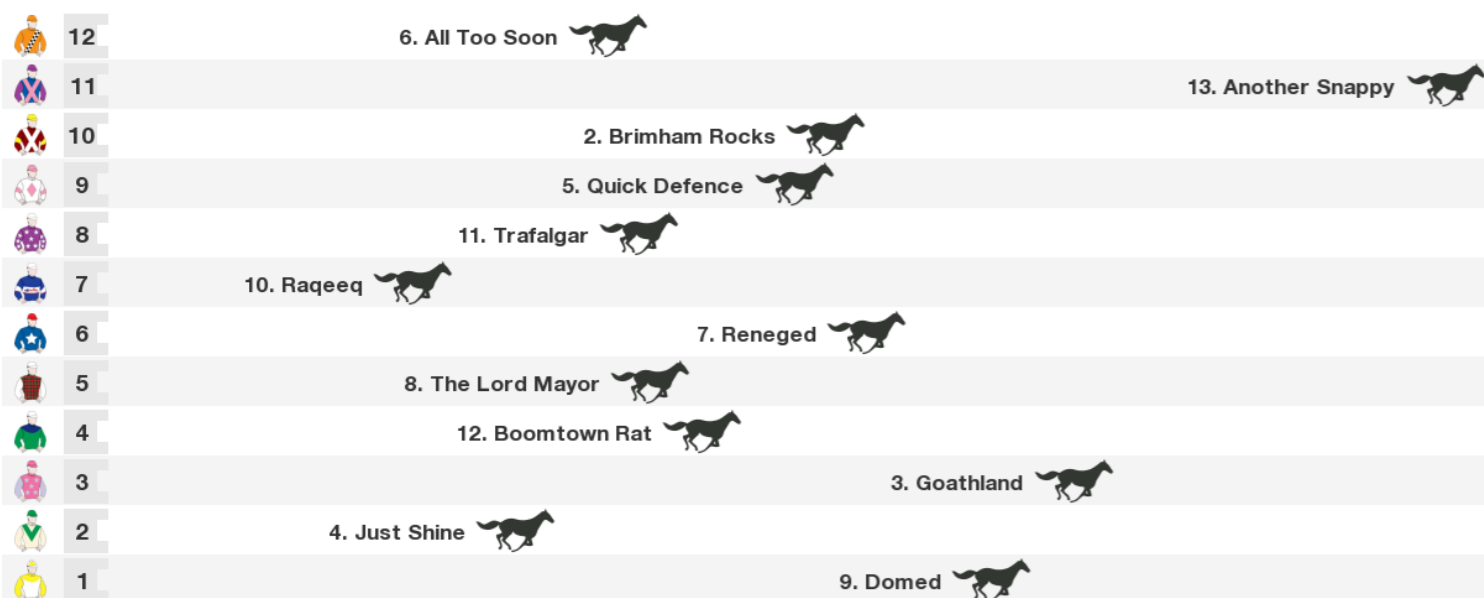 12 6. All Too Soon
11 13. Another Snappy
10 2. Brimham Rocks
9 5. Quick Defence
8 11. Trafalgar
7 10. Raqeeq
6 7. Reneged
5 8. The Lord Mayor
4 12. Boomtown Rat
3 3. Goathland
2 4. Just Shine
1 9. Domed